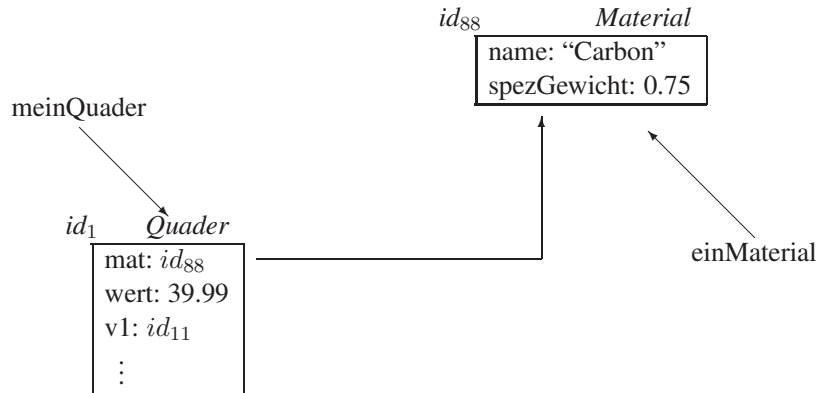 id88 Material
name: “Carbon”
spezGewicht: 0.75
meinQuader
id1 Quader
mat: id88
einMaterial
wert: 39.99
v1: id11
⋮